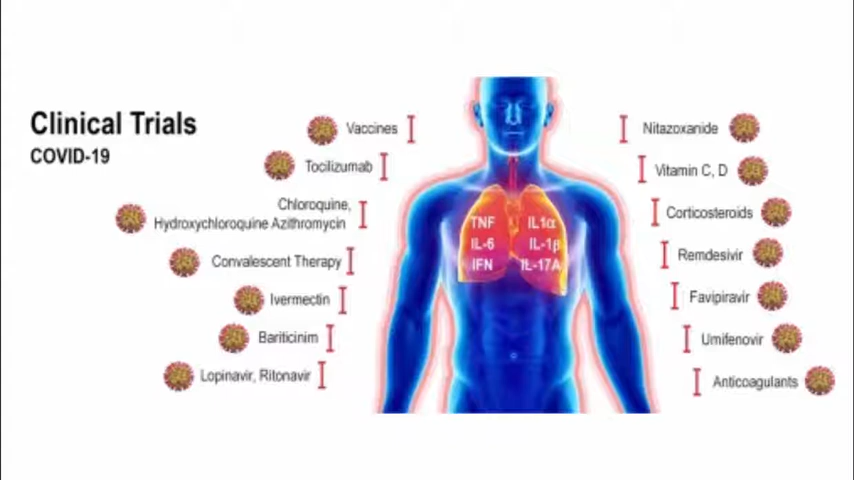 Clinical Trials
COVID-19
Vaccines
Tocilizumab
Chloroquine,
Hydroxychloroquine Azithromycin
Convalescent Therapy
Ivermectin
Bariticinim
Lopinavir, Ritonavir
TNF
IL-6
IFN
IL1α
IL-1β
IL-17A
Nitazoxanide
Vitamin C, D
Corticosteroids
Remdesivir
Favipiravir
Umifenovir
Anticoagulants